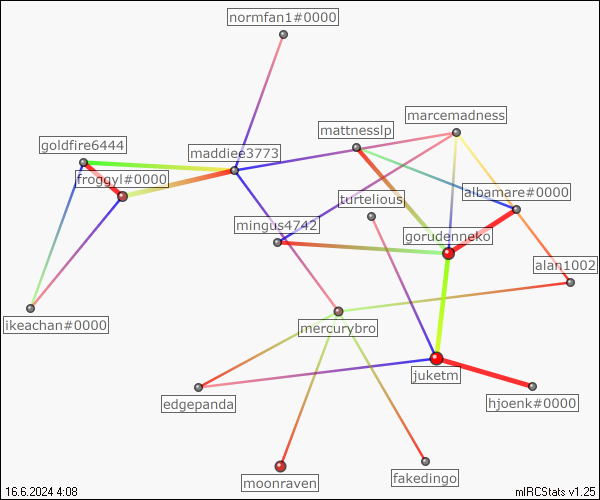 normfan1#0000
marcemadness
mattnesslp
goldfire6444
maddiee3773
froggyl#0000
albamare#0000
turtelious
mingus4742
gorudenneko
alan1002
ikeachan#0000
mercurybro
juketm
edgepanda
hjoenk#0000
fakedingo
moonraven
16.6.2024 4:08
mIRCStats v1.25